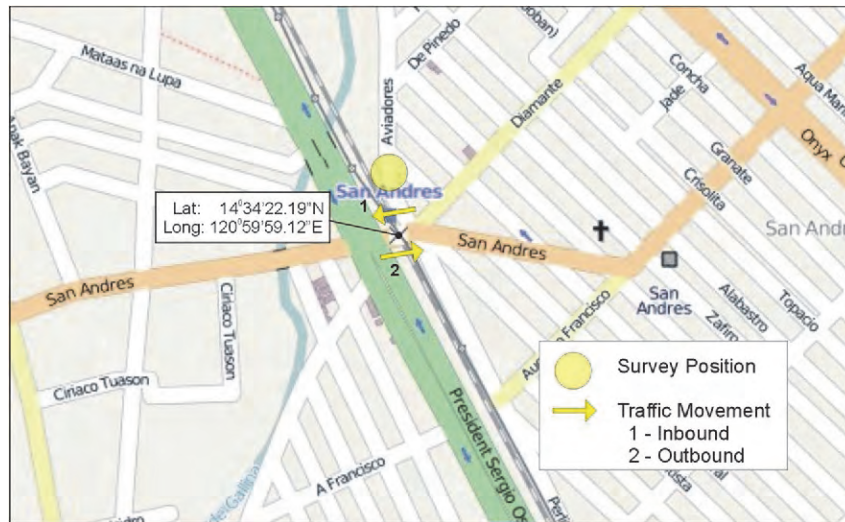 Mataas na Lupa
Anak Bayan
De Pinedo
Aviadores
Diamante
Concha
Jade
Granate
Crisolita
Onyx
San Andres
1
Lat: 14°34'22.19"N
Long: 120°59'59.12"E
2
San Andres
San Andres
San Andres
San Andres
Ciriaco Tuason
Ciriaco Tuason
A Francisco
President Sergio Os
Alabastro
Topacio
Zafiro
Survey Position
Traffic Movement
1 - Inbound
2 - Outbound